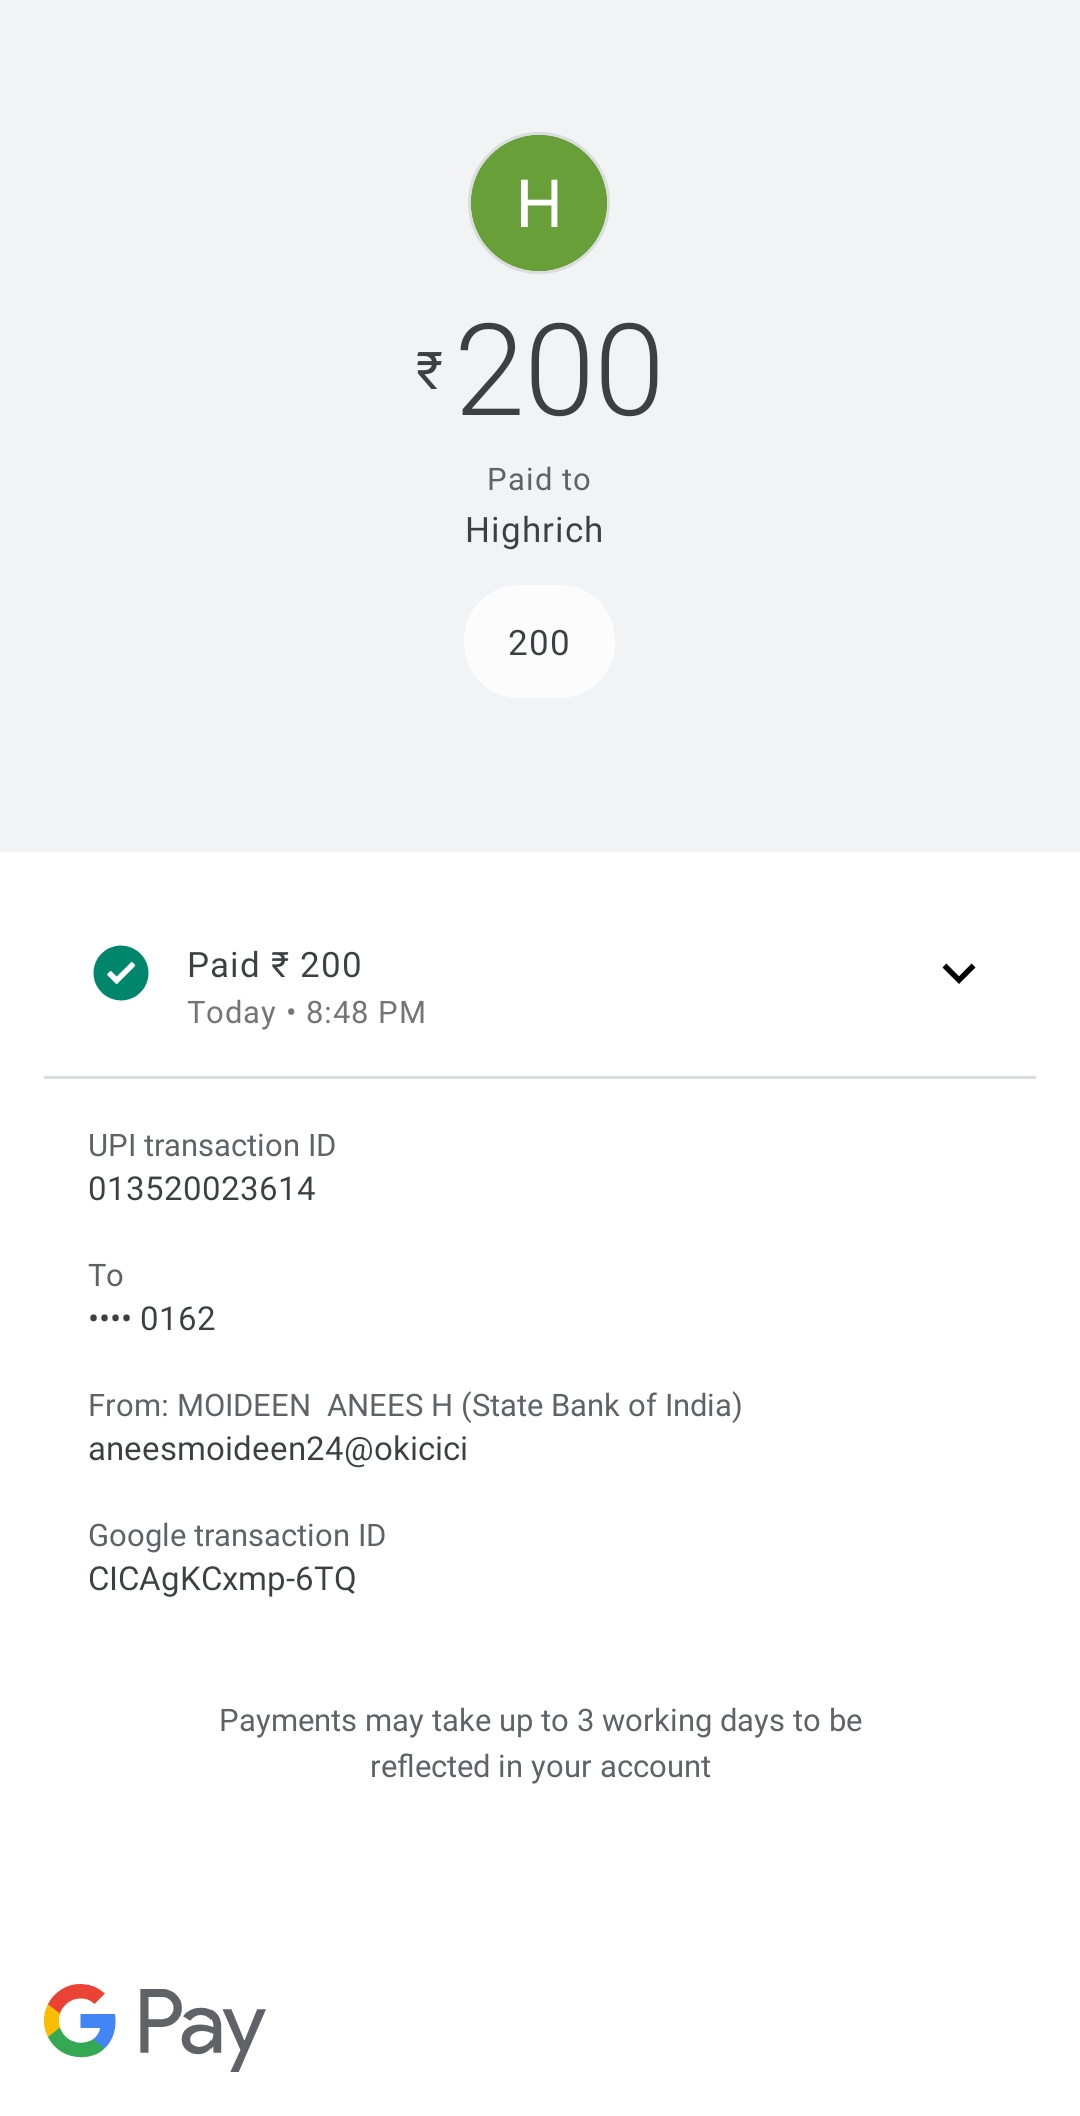 H
₹200
Paid to
Highrich
200
Paid ₹ 200
Today • 8:48 PM
UPI transaction ID
013520023614
To
•••• 0162
From: MOIDEEN  ANEES H (State Bank of India)
aneesmoideen24@okicici
Google transaction ID
CICAgKCxmp-6TQ
Payments may take up to 3 working days to be
reflected in your account
G Pay